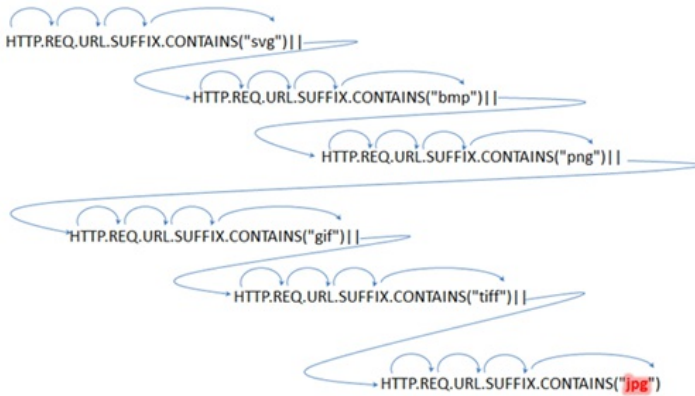 HTTP.REQ.URL.SUFFIX.CONTAINS("svg")||
HTTP.REQ.URL.SUFFIX.CONTAINS("bmp")||
HTTP.REQ.URL.SUFFIX.CONTAINS("png")||
HTTP.REQ.URL.SUFFIX.CONTAINS("gif")||
HTTP.REQ.URL.SUFFIX.CONTAINS("tiff")||
HTTP.REQ.URL.SUFFIX.CONTAINS("jpg")